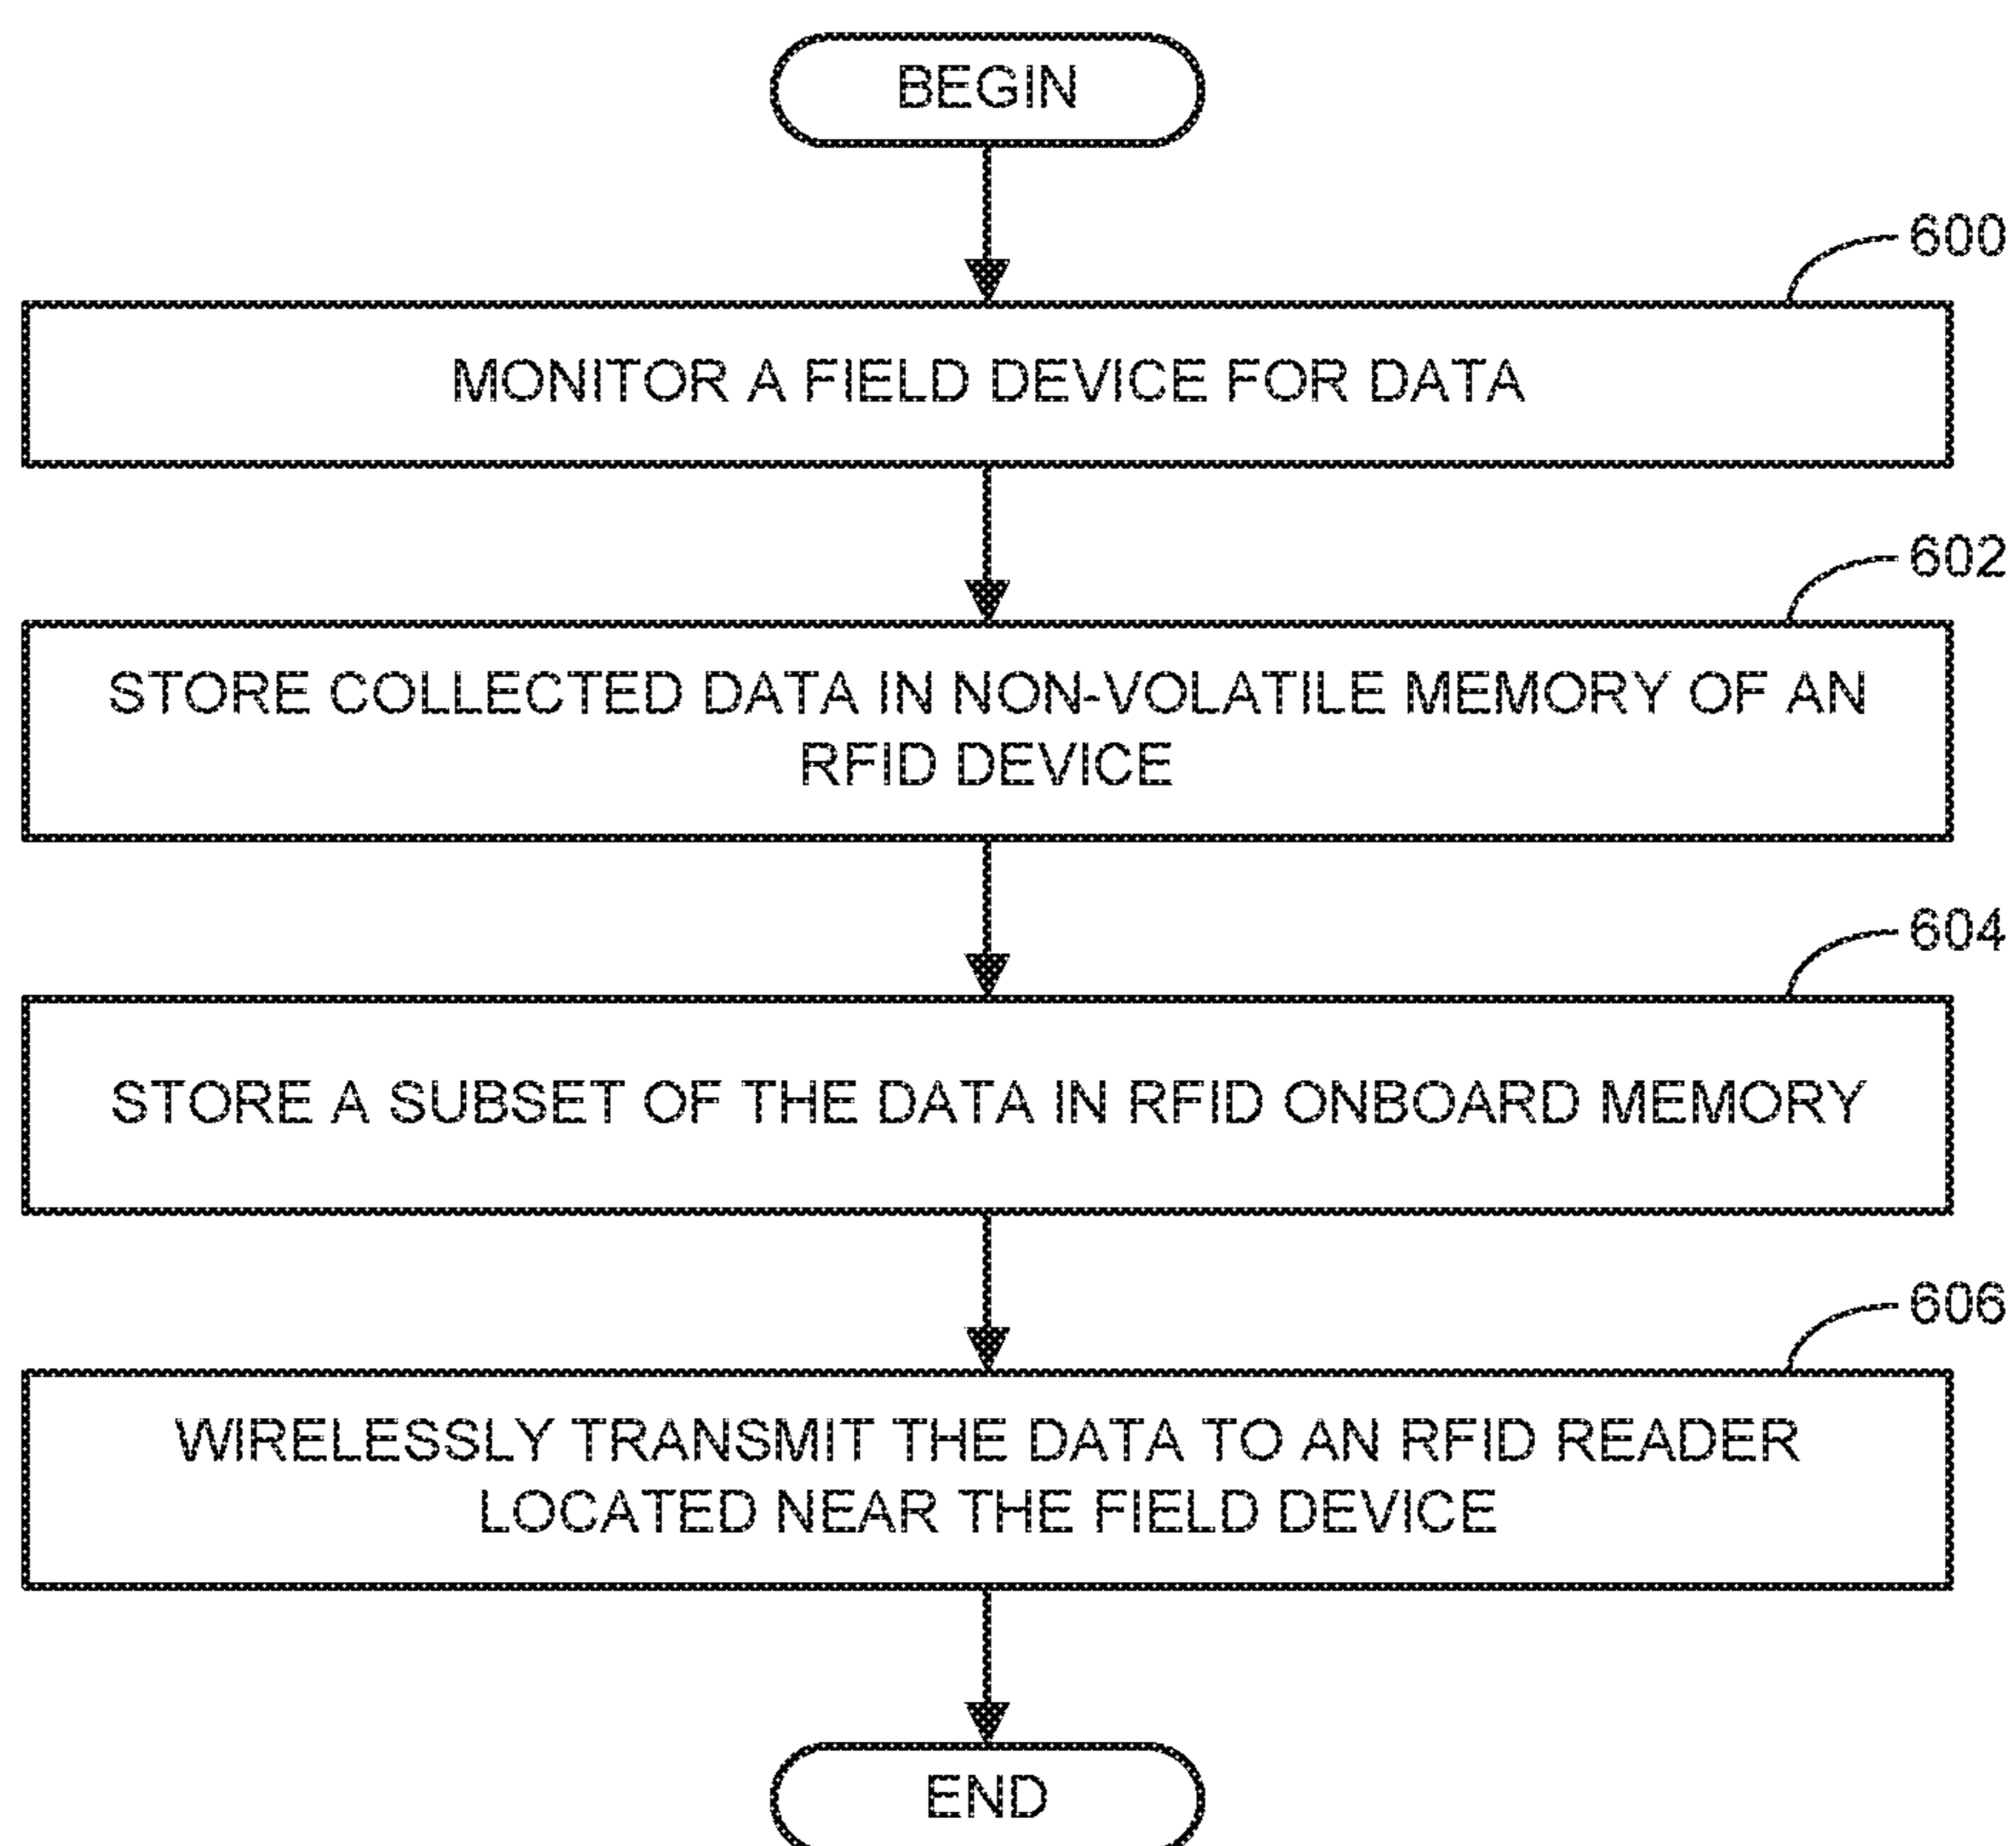 BEGIN
600
MONITOR A FIELD DEVICE FOR DATA
602
STORE COLLECTED DATA IN NON-VOLATILE MEMORY OF AN
RFID DEVICE
604
STORE A SUBSET OF THE DATA IN RFID ONBOARD MEMORY
606
WIRELESSLY TRANSMIT THE DATA TO AN RFID READER
LOCATED NEAR THE FIELD DEVICE
END